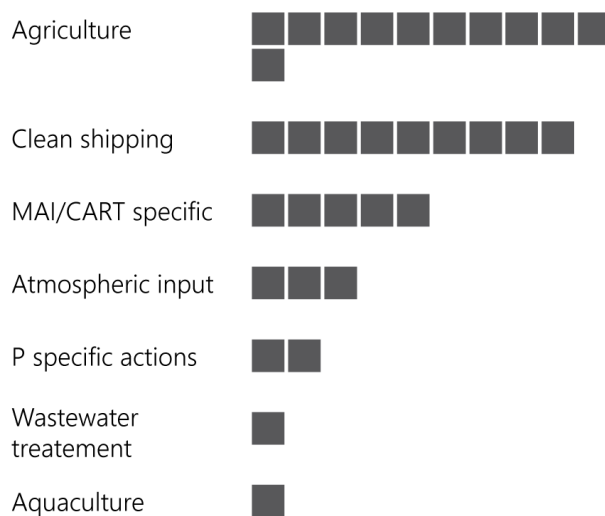 Agriculture
Clean shipping
MAI/CART specific
Atmospheric input
P specific actions
Wastewater
treatement
Aquaculture